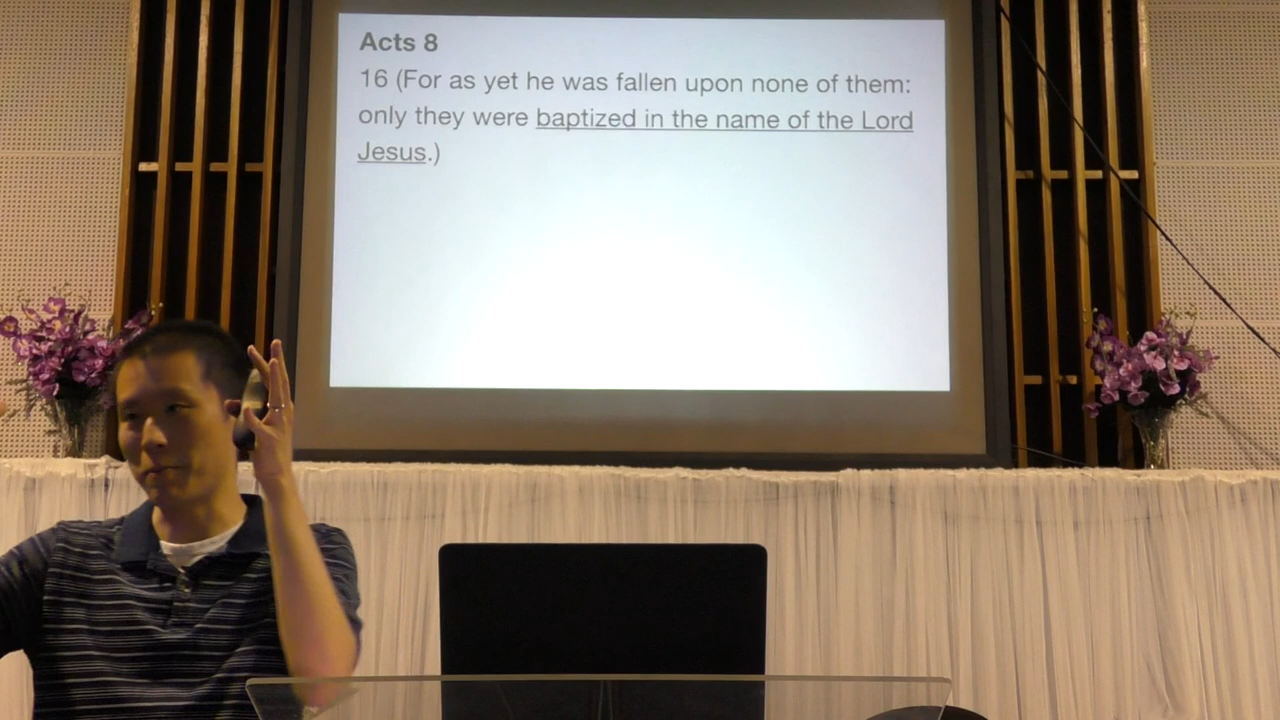 Acts 8
16 (For as yet he was fallen upon none of them:
only they were baptized in the name of the Lord
Jesus.)